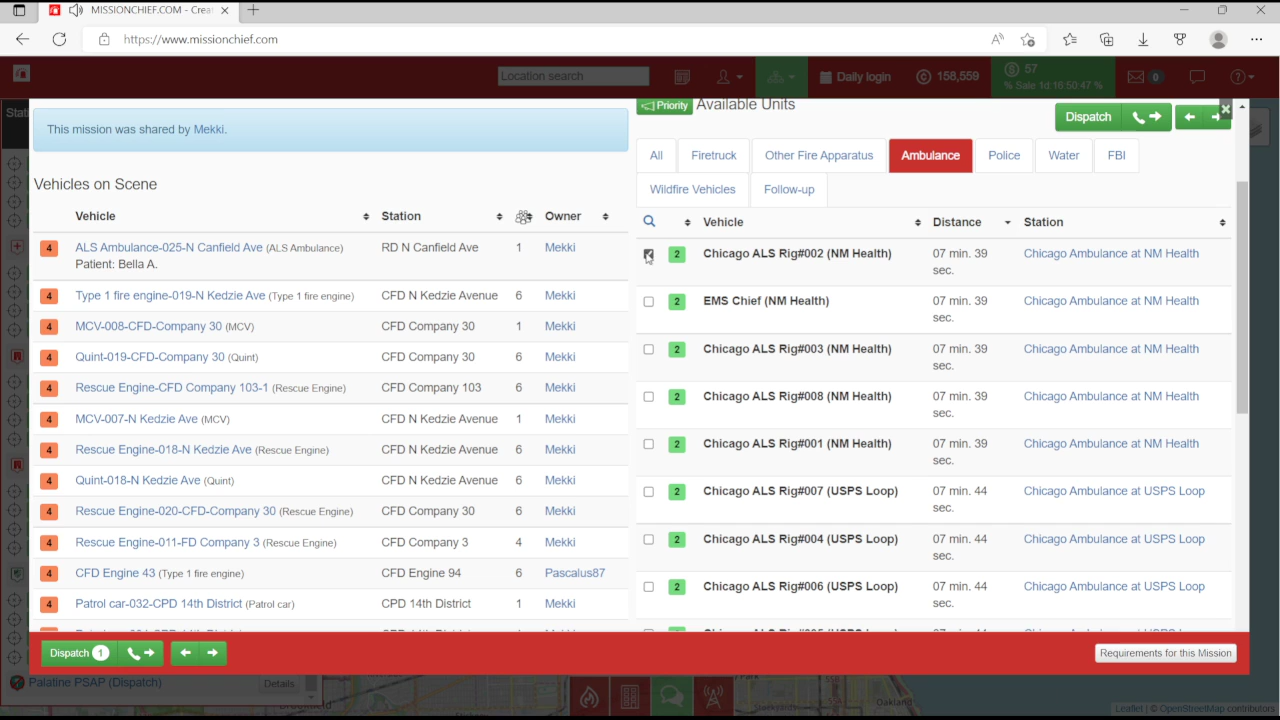 MISSIONCHIEF.COM - Crea
https://www.missionchief.com
Location search
Daily login
158,559
57
% Sale 1d 16:50:47 %
0
Stati
This mission was shared by Mekki.
Vehicles on Scene
Vehicle Station Owner
4 ALS Ambulance-025-N Canfield Ave (ALS Ambulance) RD N Canfield Ave 1 Mekki
Patient: Bella A.
4 Type 1 fire engine-019-N Kedzie Ave (Type 1 fire engine) CFD N Kedzie Avenue 6 Mekki
4 MCV-008-CFD-Company 30 (MCV) CFD Company 30 1 Mekki
4 Quint-019-CFD-Company 30 (Quint) CFD Company 30 6 Mekki
4 Rescue Engine-CFD Company 103-1 (Rescue Engine) CFD Company 103 6 Mekki
4 MCV-007-N Kedzie Ave (MCV) CFD N Kedzie Avenue 1 Mekki
4 Rescue Engine-018-N Kedzie Ave (Rescue Engine) CFD N Kedzie Avenue 6 Mekki
4 Quint-018-N Kedzie Ave (Quint) CFD N Kedzie Avenue 6 Mekki
4 Rescue Engine-020-CFD-Company 30 (Rescue Engine) CFD Company 30 6 Mekki
4 Rescue Engine-011-FD Company 3 (Rescue Engine) CFD Company 3 4 Mekki
4 CFD Engine 43 (Type 1 fire engine) CFD Engine 94 6 Pascalus87
4 Patrol car-032-CPD 14th District (Patrol car) CPD 14th District 1 Mekki
Priority Available Units
Dispatch
All Firetruck Other Fire Apparatus Ambulance Police Water FBI
Wildfire Vehicles Follow-up
Vehicle Distance Station
2 Chicago ALS Rig#002 (NM Health) 07 min. 39 Chicago Ambulance at NM Health
sec.
2 EMS Chief (NM Health) 07 min. 39 Chicago Ambulance at NM Health
sec.
2 Chicago ALS Rig#003 (NM Health) 07 min. 39 Chicago Ambulance at NM Health
sec.
2 Chicago ALS Rig#008 (NM Health) 07 min. 39 Chicago Ambulance at NM Health
sec.
2 Chicago ALS Rig#001 (NM Health) 07 min. 39 Chicago Ambulance at NM Health
sec.
2 Chicago ALS Rig#007 (USPS Loop) 07 min. 44 Chicago Ambulance at USPS Loop
sec.
2 Chicago ALS Rig#004 (USPS Loop) 07 min. 44 Chicago Ambulance at USPS Loop
sec.
2 Chicago ALS Rig#006 (USPS Loop) 07 min. 44 Chicago Ambulance at USPS Loop
sec.
Dispatch 1
Requirements for this Mission
Palatine PSAP (Dispatch) Details
Oakland
Leaflet | © OpenStreetMap contributors